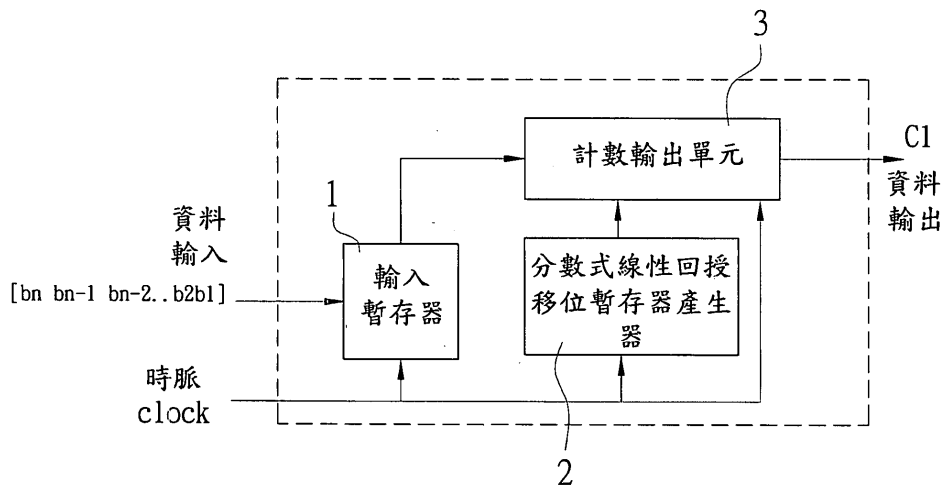 3
計數輸出單元
C1
資料
輸出
1
資料
輸入
[bn bn-1 bn-2..b2b1]
輸入
暫存器
分數式線性回授
移位暫存器產生
器
時脈
clock
2